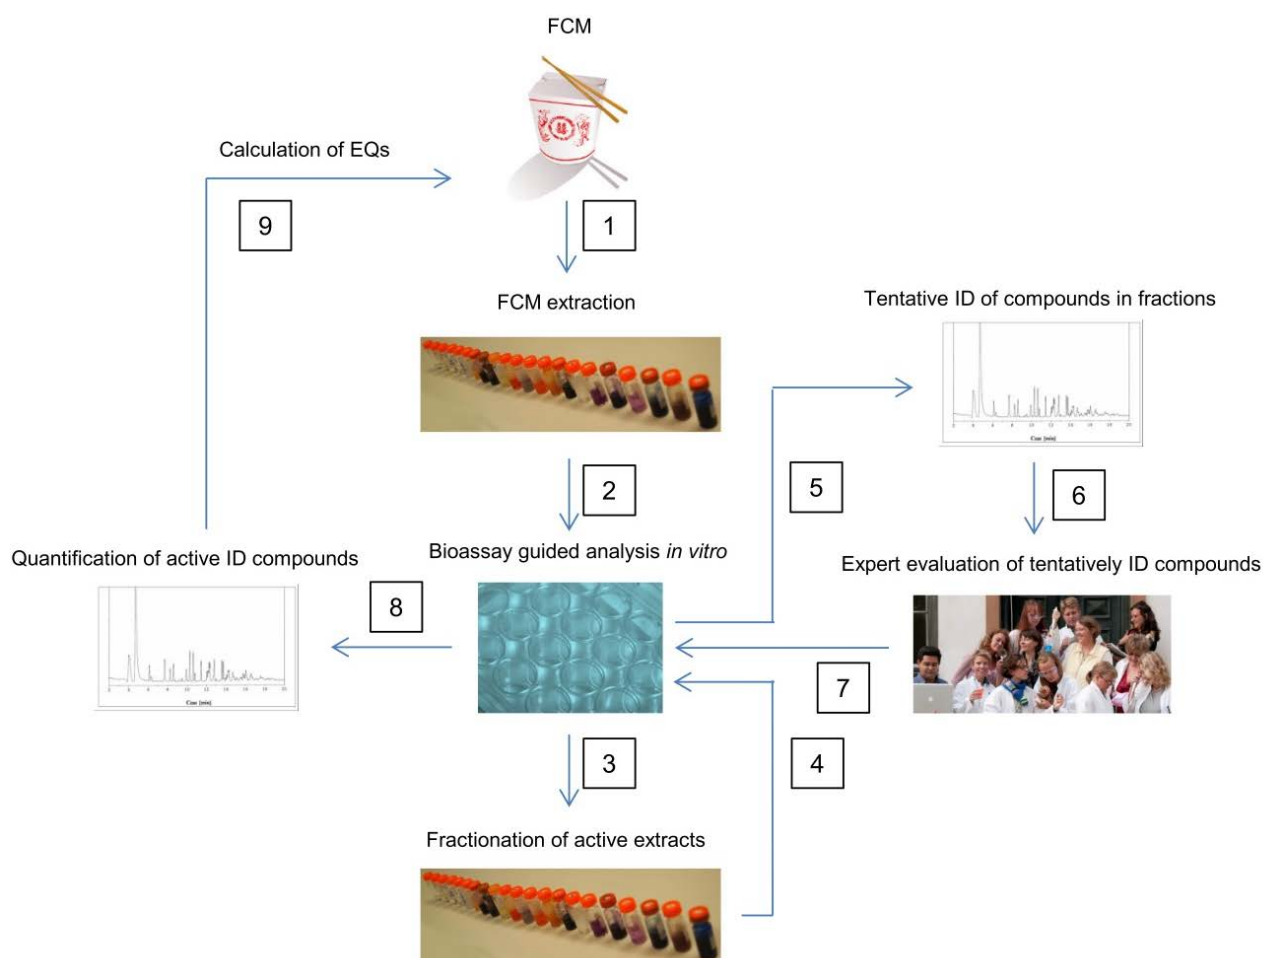 FCM
Calculation of EQs
9
1
FCM extraction
Tentative ID of compounds in fractions
2
5
6
Quantification of active ID compounds
Bioassay guided analysis in vitro
Expert evaluation of tentatively ID compounds
8
7
3
4
Fractionation of active extracts